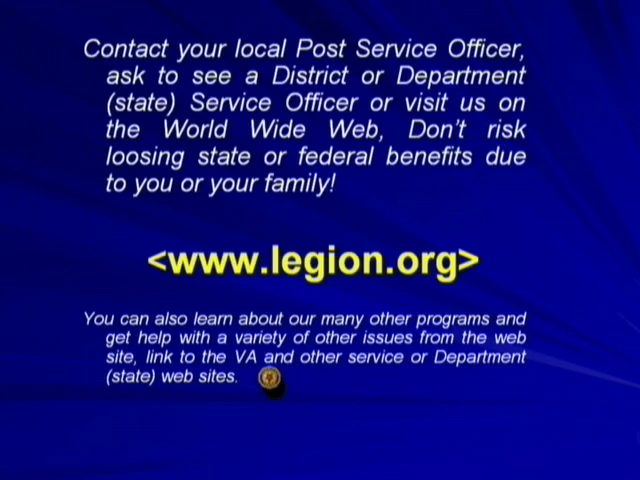 Contact your local Post Service Officer,
ask to see a District or Department
(state) Service Officer or visit us on
the World Wide Web, Don't risk
loosing state or federal benefits due
to you or your family!
<www.legion.org>
You can also learn about our many other programs and
get help with a variety of other issues from the web
site, link to the VA and other service or Department
(state) web sites.